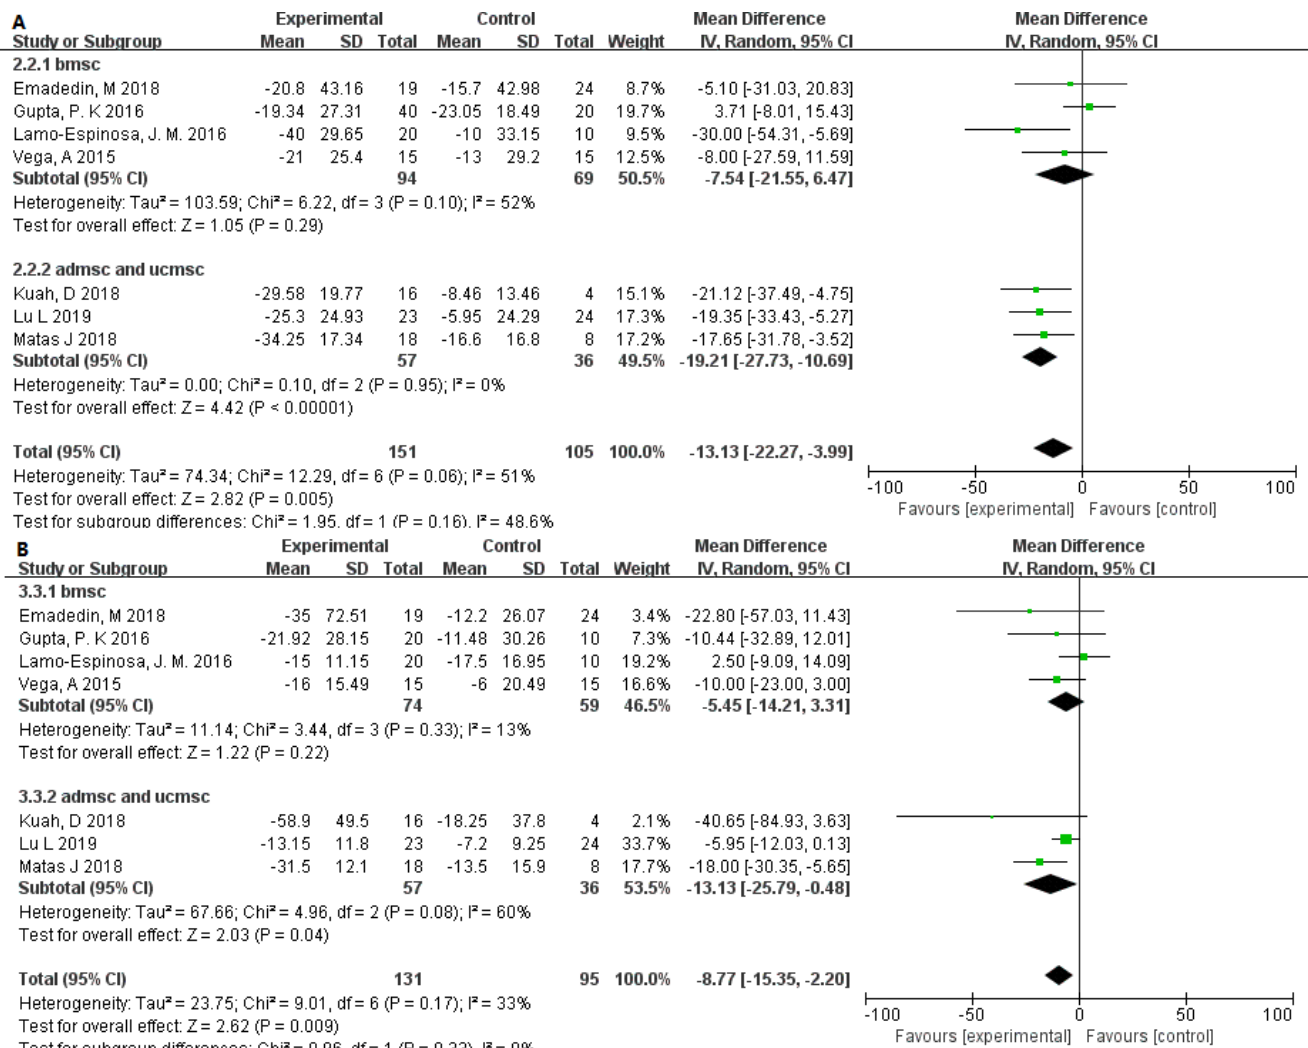 A Experimental Control Mean Difference Mean Difference
Study or Subgroup Mean SD Total Mean SD Total Weight IV, Random, 95% CI IV, Random, 95% CI
2.2.1 bmsc
Emadedin, M 2018 -20.8 43.16 19 -15.7 42.98 24 8.7% -5.10 [-31.03, 20.83]
Gupta, P. K 2016 -19.34 27.31 40 -23.05 18.49 20 19.7% 3.71 [-8.01, 15.43]
Lamo-Espinosa, J. M. 2016 -40 29.65 20 -10 33.15 10 9.5% -30.00 [-54.31, -5.69]
Vega, A 2015 -21 25.4 15 -13 29.2 15 12.5% -8.00 [-27.59, 11.59]
Subtotal (95% CI) 94 69 50.5% -7.54 [-21.55, 6.47]
Heterogeneity: Tau² = 103.59; Chi² = 6.22, df = 3 (P = 0.10); I² = 52%
Test for overall effect: Z = 1.05 (P = 0.29)
2.2.2 admsc and ucmsc
Kuah, D 2018 -29.58 19.77 16 -8.46 13.46 4 15.1% -21.12 [-37.49, -4.75]
Lu L 2019 -25.3 24.93 23 -5.95 24.29 24 17.3% -19.35 [-33.43, -5.27]
Matas J 2018 -34.25 17.34 18 -16.6 16.8 8 17.2% -17.65 [-31.78, -3.52]
Subtotal (95% CI) 57 36 49.5% -19.21 [-27.73, -10.69]
Heterogeneity: Tau² = 0.00; Chi² = 0.10, df = 2 (P = 0.95); I² = 0%
Test for overall effect: Z = 4.42 (P < 0.00001)
Total (95% CI) 151 105 100.0% -13.13 [-22.27, -3.99]
Heterogeneity: Tau² = 74.34; Chi² = 12.29, df = 6 (P = 0.06); I² = 51%
Test for overall effect: Z = 2.82 (P = 0.005)
Test for subgroup differences: Chi² = 1.95, df = 1 (P = 0.16), I² = 48.6%
-100 -50 0 50 100
Favours [experimental] Favours [control]
B Experimental Control Mean Difference Mean Difference
Study or Subgroup Mean SD Total Mean SD Total Weight IV, Random, 95% CI IV, Random, 95% CI
3.3.1 bmsc
Emadedin, M 2018 -35 72.51 19 -12.2 26.07 24 3.4% -22.80 [-57.03, 11.43]
Gupta, P. K 2016 -21.92 28.15 20 -11.48 30.26 10 7.3% -10.44 [-32.89, 12.01]
Lamo-Espinosa, J. M. 2016 -15 11.15 20 -17.5 16.95 10 19.2% 2.50 [-9.09, 14.09]
Vega, A 2015 -16 15.49 15 -6 20.49 15 16.6% -10.00 [-23.00, 3.00]
Subtotal (95% CI) 74 59 46.5% -5.45 [-14.21, 3.31]
Heterogeneity: Tau² = 11.14; Chi² = 3.44, df = 3 (P = 0.33); I² = 13%
Test for overall effect: Z = 1.22 (P = 0.22)
3.3.2 admsc and ucmsc
Kuah, D 2018 -58.9 49.5 16 -18.25 37.8 4 2.1% -40.65 [-84.93, 3.63]
Lu L 2019 -13.15 11.8 23 -7.2 9.25 24 33.7% -5.95 [-12.03, 0.13]
Matas J 2018 -31.5 12.1 18 -13.5 15.9 8 17.7% -18.00 [-30.35, -5.65]
Subtotal (95% CI) 57 36 53.5% -13.13 [-25.79, -0.48]
Heterogeneity: Tau² = 67.66; Chi² = 4.96, df = 2 (P = 0.08); I² = 60%
Test for overall effect: Z = 2.03 (P = 0.04)
Total (95% CI) 131 95 100.0% -8.77 [-15.35, -2.20]
Heterogeneity: Tau² = 23.75; Chi² = 9.01, df = 6 (P = 0.17); I² = 33%
Test for overall effect: Z = 2.62 (P = 0.009)
Test for subgroup differences: Chi² = 0.96, df = 1 (P = 0.33), I² = 0%
-100 -50 0 50 100
Favours [experimental] Favours [control]